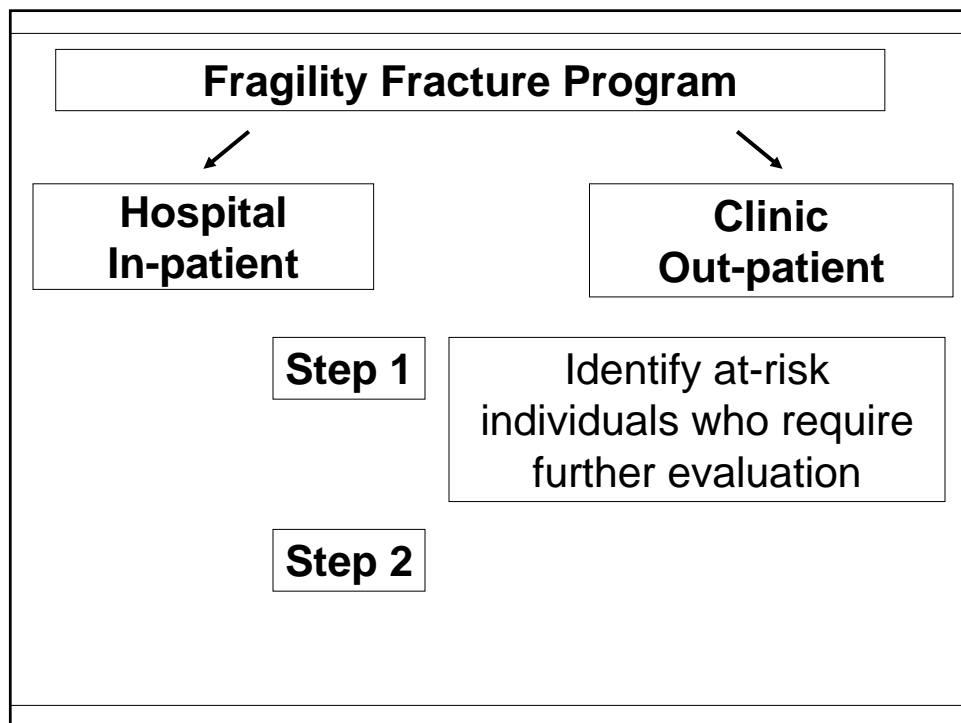 Fragility Fracture Program
Hospital
In-patient
Clinic
Out-patient
Step 1
Identify at-risk
individuals who require
further evaluation
Step 2